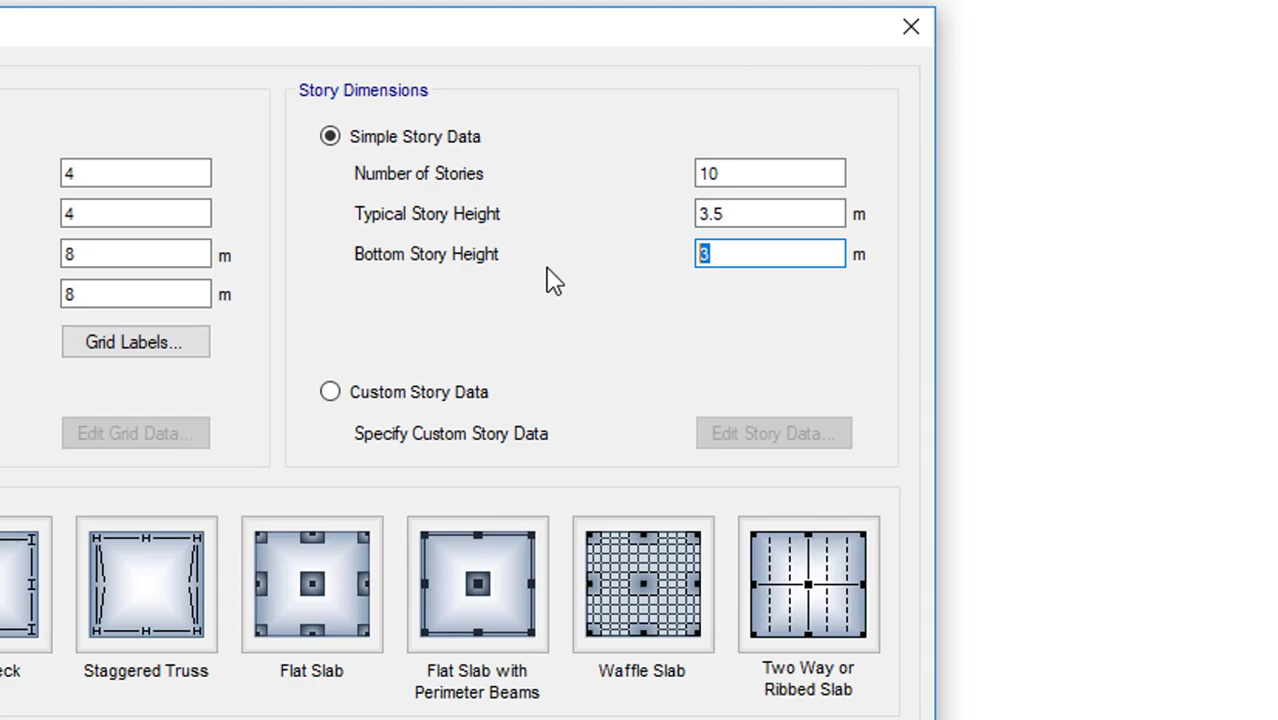 Story Dimensions
Simple Story Data
4
Number of Stories
10
4
Typical Story Height
3.5
m
8
m
Bottom Story Height
3
m
8
m
Grid Labels...
Custom Story Data
Edit Grid Data...
Specify Custom Story Data
Edit Story Data...
eck
Staggered Truss
Flat Slab
Flat Slab with
Perimeter Beams
Waffle Slab
Two Way or
Ribbed Slab